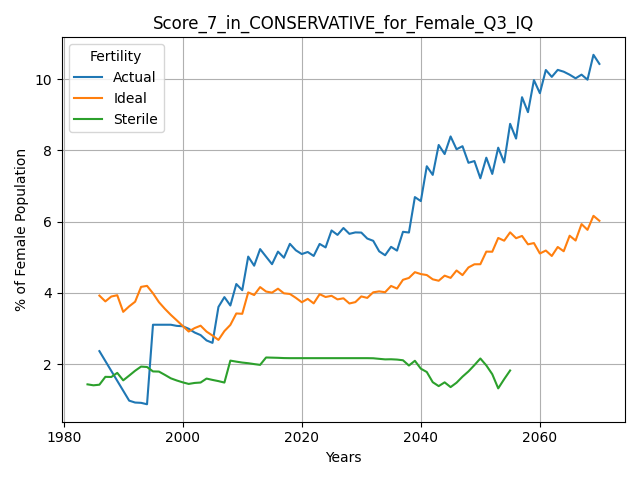 Score_7_in_CONSERVATIVE_for_Female_Q3_IQ
Fertility
Actual
Ideal
Sterile
% of Female Population
10
8
6
4
2
1980
2000
2020
2040
2060
Years